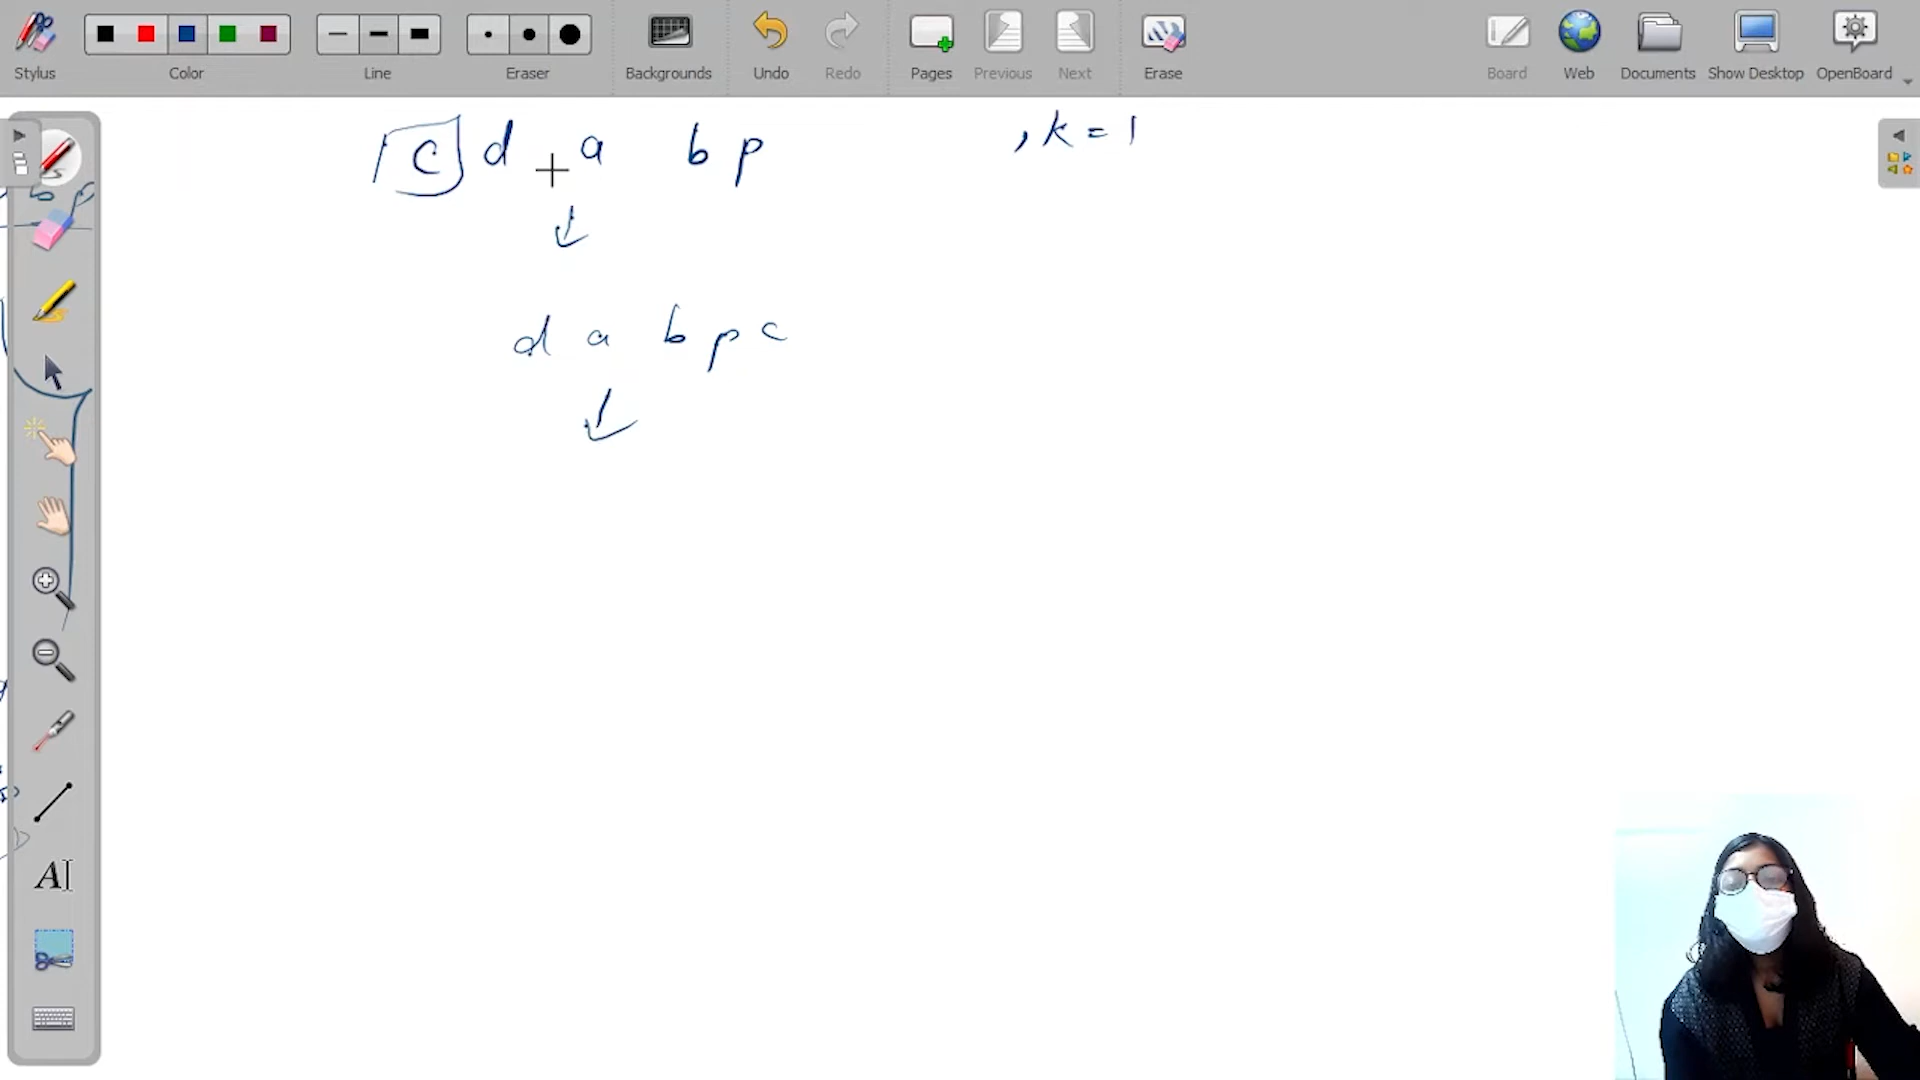 Stylus Color Line Eraser Backgrounds Undo Redo Pages Previous Next Erase Board Web Documents Show Desktop OpenBoard
c d a b p , k = 1
d a b p c
A